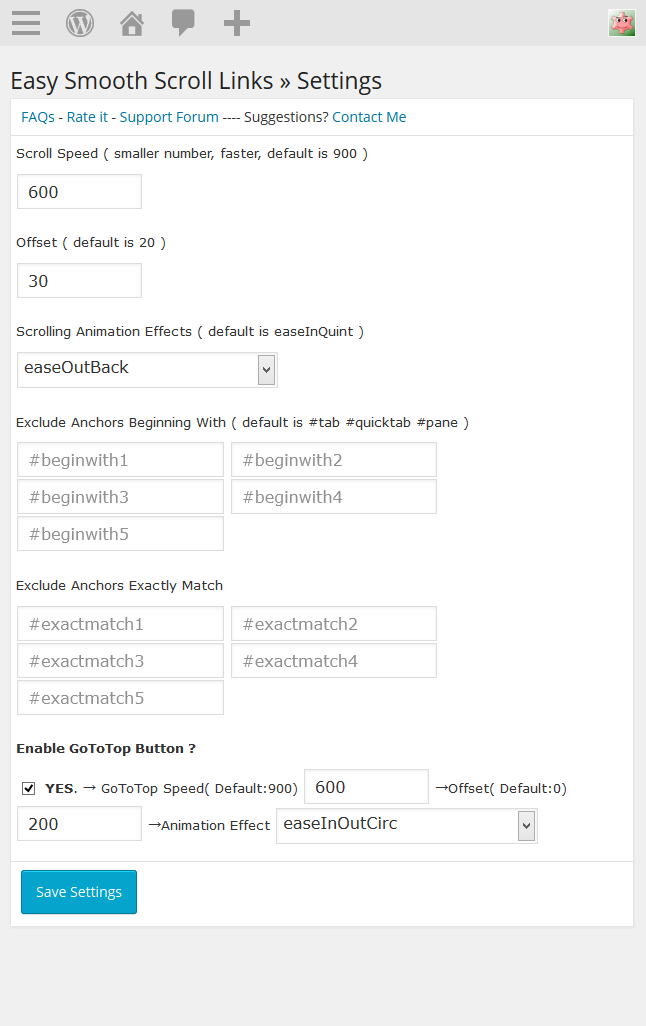 Easy Smooth Scroll Links » Settings
FAQs - Rate it - Support Forum ---- Suggestions? Contact Me
Scroll Speed ( smaller number, faster, default is 900 )
600
Offset ( default is 20 )
30
Scrolling Animation Effects ( default is easeInQuint )
easeOutBack
Exclude Anchors Beginning With ( default is #tab #quicktab #pane )
#beginwith1 #beginwith2
#beginwith3 #beginwith4
#beginwith5
Exclude Anchors Exactly Match
#exactmatch1 #exactmatch2
#exactmatch3 #exactmatch4
#exactmatch5
Enable GoToTop Button ?
YES. → GoToTop Speed( Default:900) 600 →Offset( Default:0)
200 →Animation Effect easeInOutCirc
Save Settings